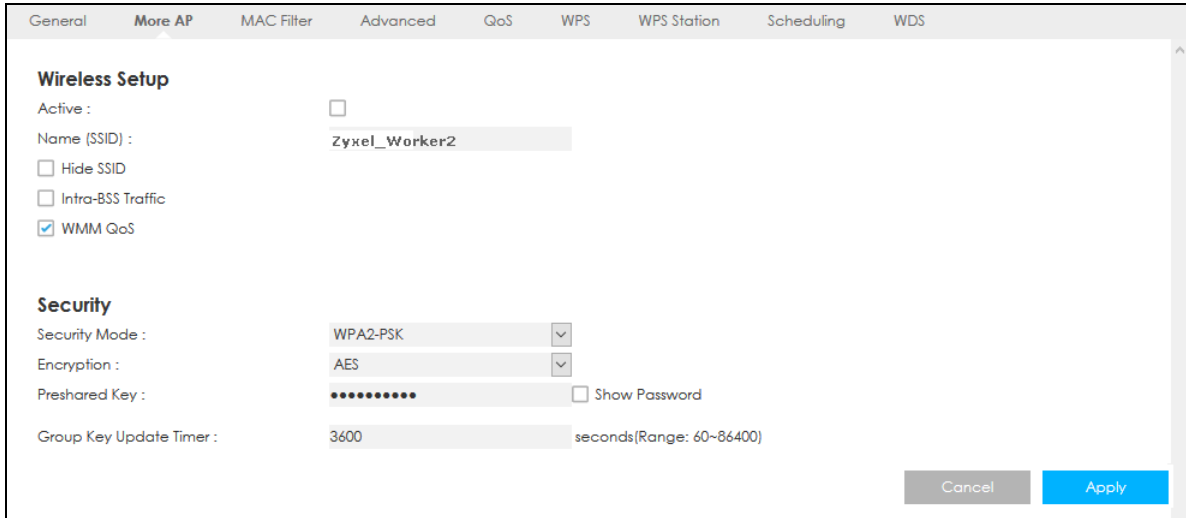 General More AP MAC Filter Advanced QoS WPS WPS Station Scheduling WDS
Wireless Setup
Active :
Name (SSID) : Zyxel_Worker2
Hide SSID
Intra-BSS Traffic
WMM QoS
Security
Security Mode : WPA2-PSK
Encryption : AES
Preshared Key : •••••••••• Show Password
Group Key Update Timer : 3600 seconds(Range: 60~86400)
Cancel Apply